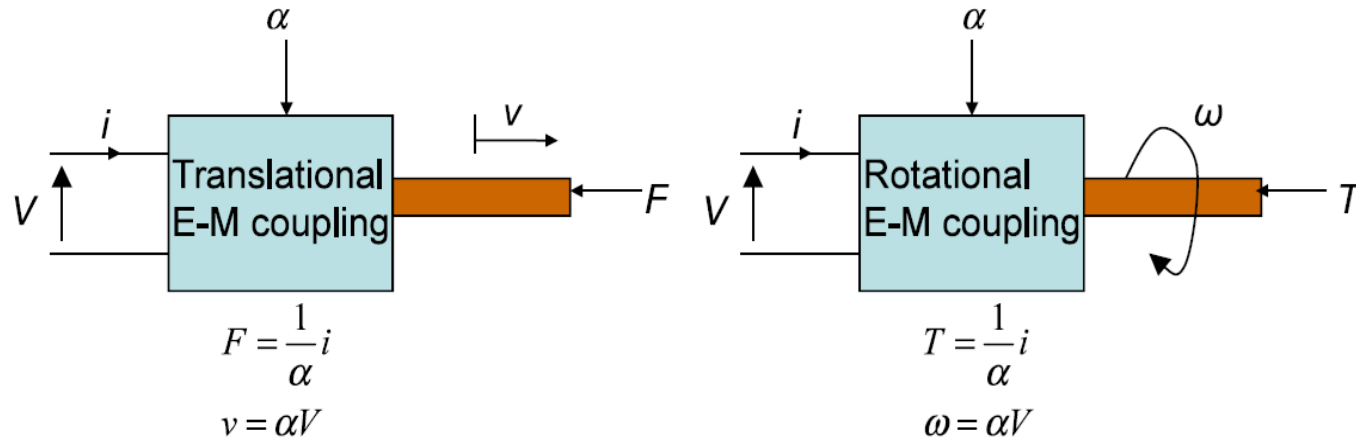 α
i
V
Translational
E-M coupling
v
F
F = 1/α i
v = αV
α
i
V
Rotational
E-M coupling
ω
T
T = 1/α i
ω = αV